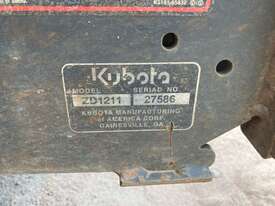 Kubota
MODEL SERIAL NO
ZD1211 27586
KUBOTA MANUFACTURING
of AMERICA CORP.
GAINESVILLE, GA.